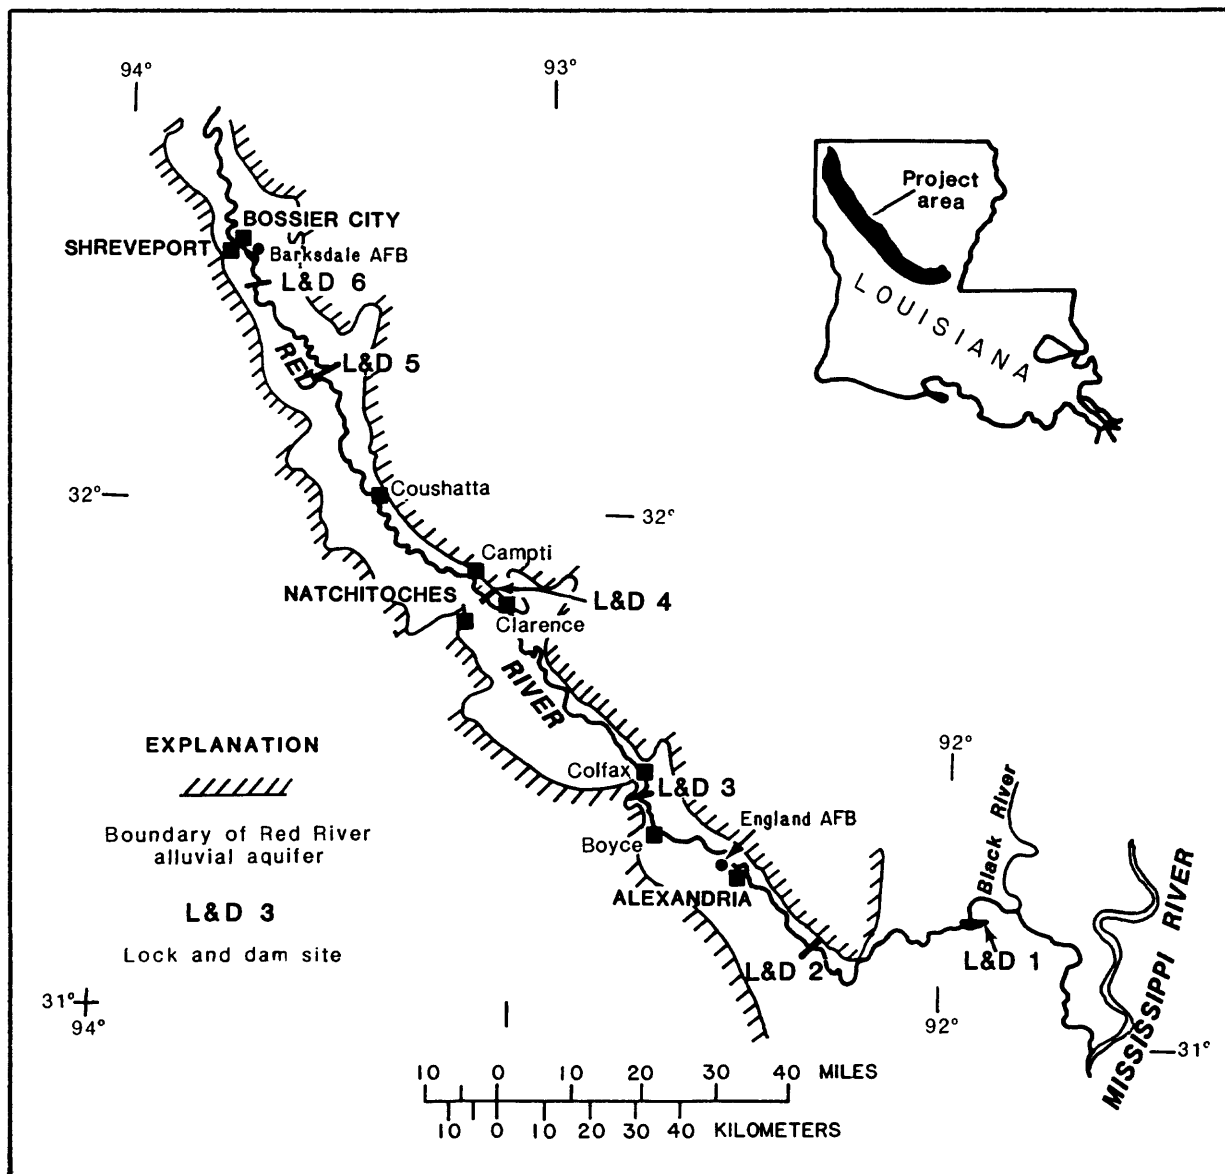 94°
93°
BOSSIER CITY
SHREVEPORT
Barksdale AFB
L&D 6
RED
L&D 5
Project
area
LOUISIANA
32°
Coushatta
32°
Campti
NATCHITOCHES
L&D 4
Clarence
RIVER
EXPLANATION
Boundary of Red River
alluvial aquifer
L&D 3
Lock and dam site
Colfax
L&D 3
England AFB
Boyce
ALEXANDRIA
L&D 2
92°
Black River
L&D 1
MISSISSIPPI RIVER
31°
94°
92°
31°
10 0 10 20 30 40 MILES
10 0 10 20 30 40 KILOMETERS